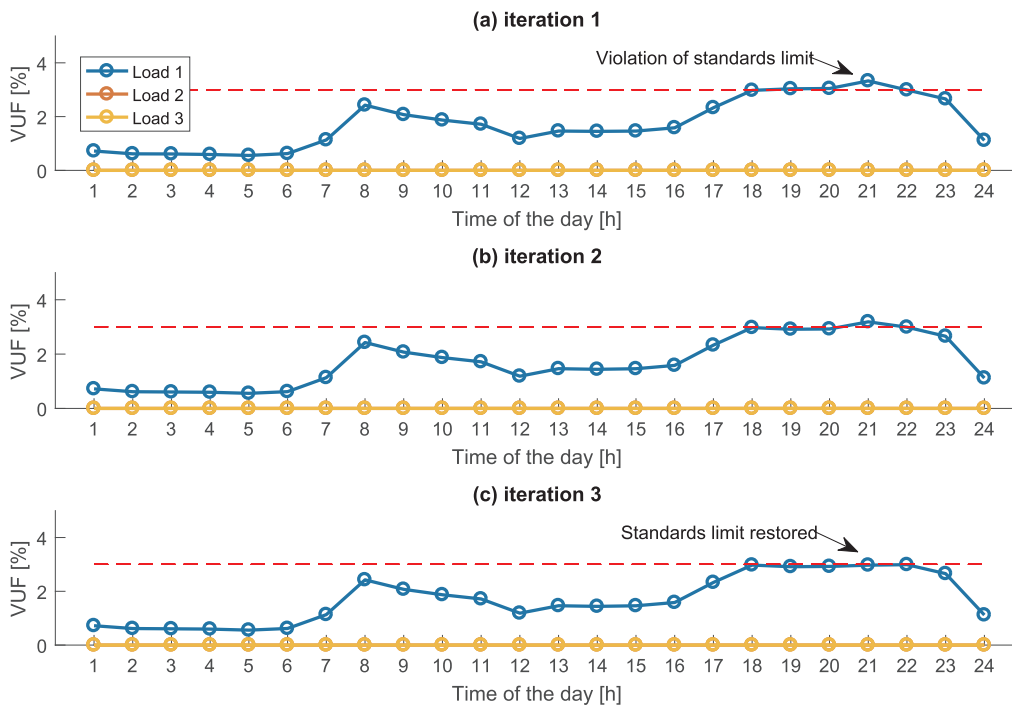 (a) iteration 1
VUF [%]
4
2
0
Load 1
Load 2
Load 3
Violation of standards limit
1 2 3 4 5 6 7 8 9 10 11 12 13 14 15 16 17 18 19 20 21 22 23 24
Time of the day [h]
(b) iteration 2
VUF [%]
4
2
0
1 2 3 4 5 6 7 8 9 10 11 12 13 14 15 16 17 18 19 20 21 22 23 24
Time of the day [h]
(c) iteration 3
VUF [%]
4
2
0
Standards limit restored
1 2 3 4 5 6 7 8 9 10 11 12 13 14 15 16 17 18 19 20 21 22 23 24
Time of the day [h]